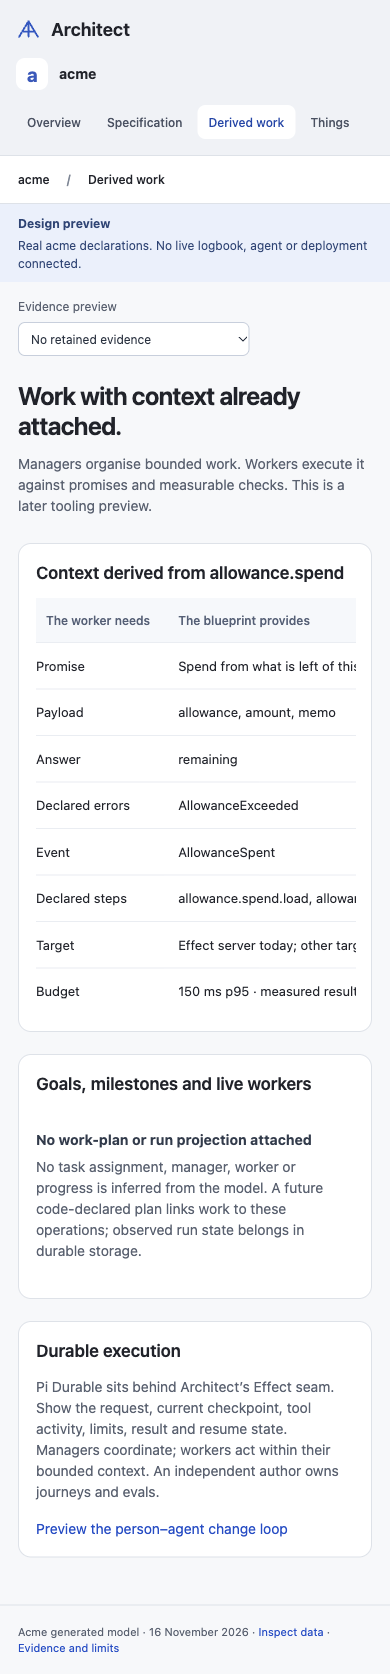 Architect
a acme
Overview Specification Derived work Things
acme / Derived work
Design preview
Real acme declarations. No live logbook, agent or deployment
connected.
Evidence preview
No retained evidence
Work with context already
attached.
Managers organise bounded work. Workers execute it
against promises and measurable checks. This is a
later tooling preview.
Context derived from allowance.spend
The worker needs The blueprint provides
Promise Spend from what is left of this
Payload allowance, amount, memo
Answer remaining
Declared errors AllowanceExceeded
Event AllowanceSpent
Declared steps allowance.spend.load,
Target Effect server today; other
Budget 150 ms p95 · measured result
Goals, milestones and live workers
No work-plan or run projection attached
No task assignment, manager, worker or
progress is inferred from the model. A future
code-declared plan links work to these
operations; observed run state belongs in
durable storage.
Durable execution
Pi Durable sits behind Architect’s Effect seam.
Show the request, current checkpoint, tool
activity, limits, result and resume state.
Managers coordinate; workers act within their
bounded context. An independent author owns
journeys and evals.
Preview the person–agent change loop
Acme generated model · 16 November 2026 · Inspect data ·
Evidence and limits